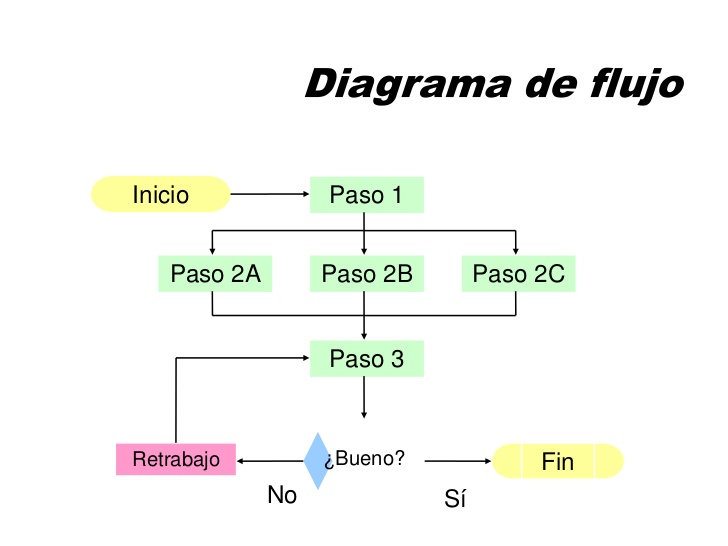 Diagrama de flujo
Inicio
Paso 1
Paso 2A
Paso 2B
Paso 2C
Paso 3
Retrabajo
¿Bueno?
Fin
No
Sí